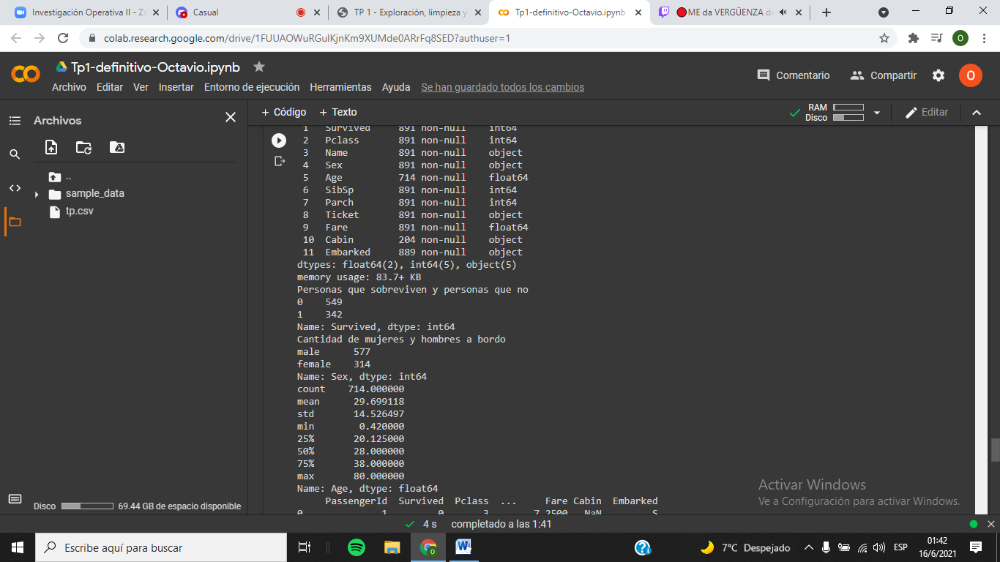 Investigación Operativa II - Zo
Casual
TP 1 - Exploración, limpieza y
Tp1-definitivo-Octavio.ipynb
ME da VERGÜENZA de
colab.research.google.com/drive/1FUUAOWuRGulKjnKm9XUMde0ARrFq8SED?authuser=1
O
Tp1-definitivo-Octavio.ipynb
Archivo Editar Ver Insertar Entorno de ejecución Herramientas Ayuda Se han guardado todos los cambios
Comentario Compartir O
Archivos
+ Código + Texto
RAM
Disco
Editar
..
sample_data
tp.csv
1 Survived 891 non-null int64
2 Pclass 891 non-null int64
3 Name 891 non-null object
4 Sex 891 non-null object
5 Age 714 non-null float64
6 SibSp 891 non-null int64
7 Parch 891 non-null int64
8 Ticket 891 non-null object
9 Fare 891 non-null float64
10 Cabin 204 non-null object
11 Embarked 889 non-null object
dtypes: float64(2), int64(5), object(5)
memory usage: 83.7+ KB
Personas que sobreviven y personas que no
0 549
1 342
Name: Survived, dtype: int64
Cantidad de mujeres y hombres a bordo
male 577
female 314
Name: Sex, dtype: int64
count 714.000000
mean 29.699118
std 14.526497
min 0.420000
25% 20.125000
50% 28.000000
75% 38.000000
max 80.000000
Name: Age, dtype: float64
PassengerId Survived Pclass ... Fare Cabin Embarked
0 1 0 3 ... 7.2500 NaN S
Activar Windows
Ve a Configuración para activar Windows.
Disco 69.44 GB de espacio disponible
4 s completado a las 1:41
Escribe aquí para buscar
7°C Despejado
ESP
01:42
16/6/2021